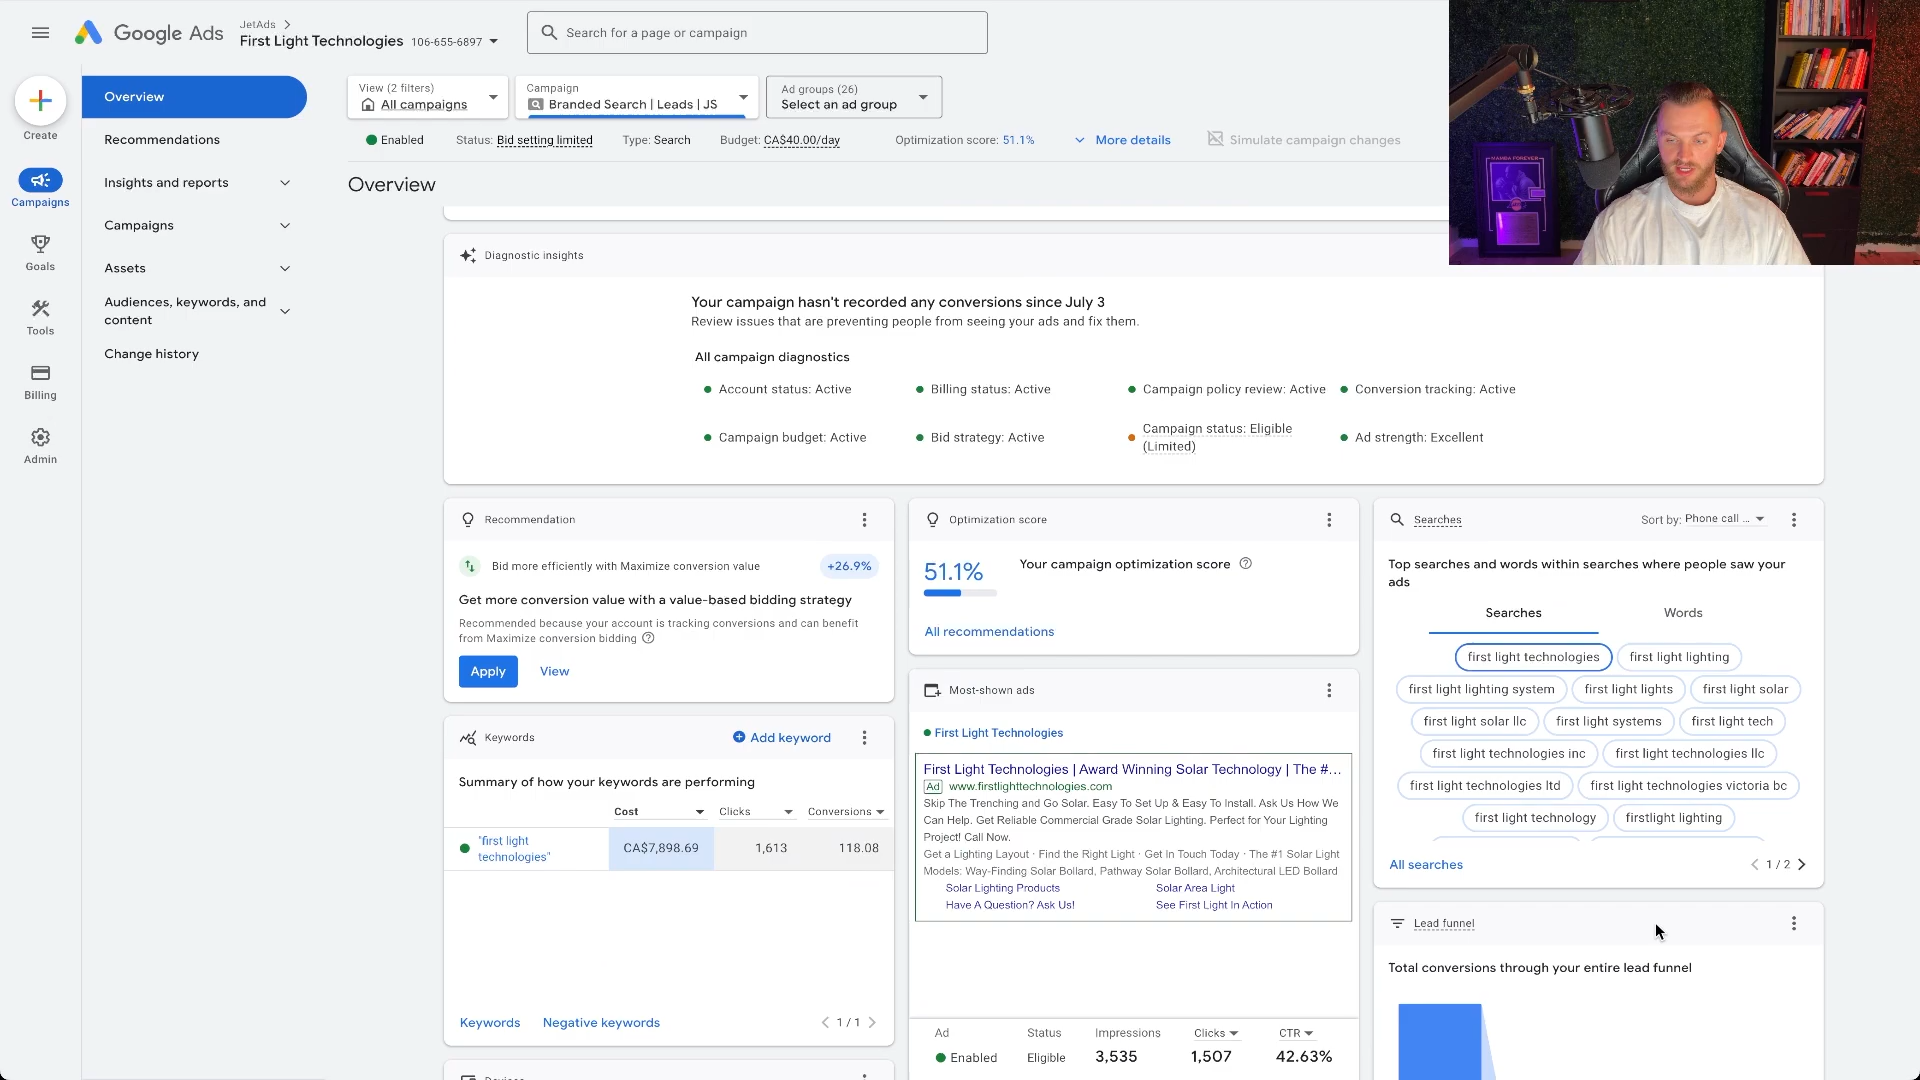 Google Ads
JetAds
First Light Technologies 106-655-6897
Search for a page or campaign
Create
Campaigns
Goals
Tools
Billing
Admin
Overview
Recommendations
Insights and reports
Campaigns
Assets
Audiences, keywords, and
content
Change history
View (2 filters)
All campaigns
Campaign
Branded Search | Leads | JS
Ad groups (26)
Select an ad group
Enabled
Status: Bid setting limited
Type: Search
Budget: CA$40.00/day
Optimization score: 51.1%
More details
Simulate campaign changes
Overview
MAMBA FOREVER
Diagnostic insights
Your campaign hasn't recorded any conversions since July 3
Review issues that are preventing people from seeing your ads and fix them.
All campaign diagnostics
Account status: Active
Billing status: Active
Campaign policy review: Active
Conversion tracking: Active
Campaign budget: Active
Bid strategy: Active
Campaign status: Eligible
(Limited)
Ad strength: Excellent
Recommendation
Bid more efficiently with Maximize conversion value
+26.9%
Get more conversion value with a value-based bidding strategy
Recommended because your account is tracking conversions and can benefit
from Maximize conversion bidding
Apply
View
Keywords
Add keyword
Summary of how your keywords are performing
Cost
Clicks
Conversions
"first light
technologies"
CA$7,898.69
1,613
118.08
Keywords
Negative keywords
1 / 1
Optimization score
51.1%
Your campaign optimization score
All recommendations
Most-shown ads
First Light Technologies
First Light Technologies | Award Winning Solar Technology | The #...
Ad www.firstlighttechnologies.com
Skip The Trenching and Go Solar. Easy To Set Up & Easy To Install. Ask Us How We
Can Help. Get Reliable Commercial Grade Solar Lighting. Perfect for Your Lighting
Project! Call Now.
Get a Lighting Layout · Find the Right Light · Get In Touch Today · The #1 Solar Light
Models: Way-Finding Solar Bollard, Pathway Solar Bollard, Architectural LED Bollard
Solar Lighting Products
Solar Area Light
Have A Question? Ask Us!
See First Light In Action
Ad
Status
Impressions
Clicks
CTR
Enabled
Eligible
3,535
1,507
42.63%
Searches
Sort by: Phone call ...
Top searches and words within searches where people saw your
ads
Searches
Words
first light technologies
first light lighting
first light lighting system
first light lights
first light solar
first light solar llc
first light systems
first light tech
first light technologies inc
first light technologies llc
first light technologies ltd
first light technologies victoria bc
first light technology
firstlight lighting
All searches
1 / 2
Lead funnel
Total conversions through your entire lead funnel